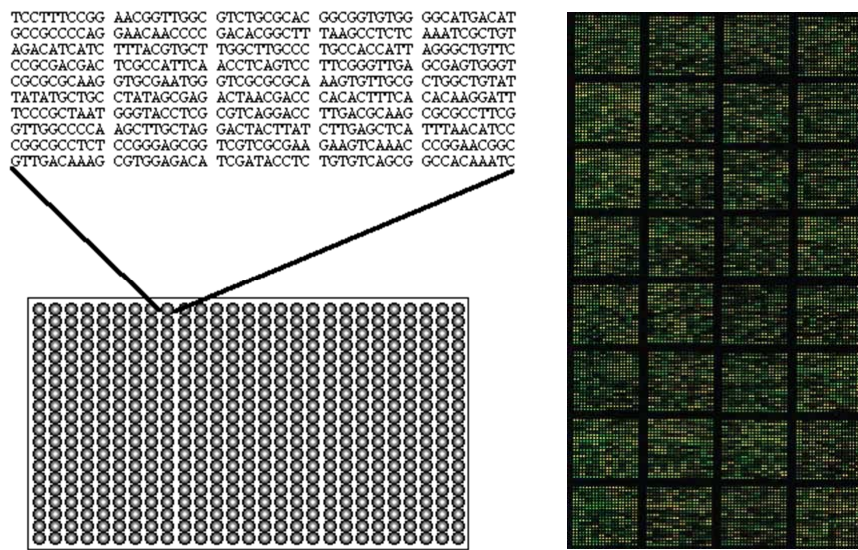 TCCTTTCCGG AACGGTTGGC GTCTGCGCAC GGCGGTGTGG GGCATGACAT
GCCGCCCCAG GAACAACCCC GACACGGCTT TAAGCCTCTC AAATCGCTGT
AGACATCATC TTTACGTGCT TGGCTTGCCC TGCCACCATT AGGGCTGTTC
CCGCGACGAC TCGCCATTCA ACCTCAGTCC TTCGGGTTGA GCGAGTGGGT
CGCGCGCAAG GTGCGAATGG GTCGCGCGCA AAGTGTTGCG CTGGCTGTAT
TATATGCTGC CTATAGCGAG ACTAACGACC CACACTTTCA CACAAGGATT
TCCCGCTAAT GGGTACCTCG CGTCAGGACC TTGACGCAAG CGCGCCTTCG
GTTGGCCCCA AGCTTGCTAG GACTACTTAT CTTGAGCTCA TTTAACATCC
CGGCGCCTCT CCGGGAGCGG TCGTCGCGAA GAAGTCAAAC CCGGAACGGC
GTTGACAAAG CGTGGAGACA TCGATACCTC TGTGTCAGCG GCCACAAATC